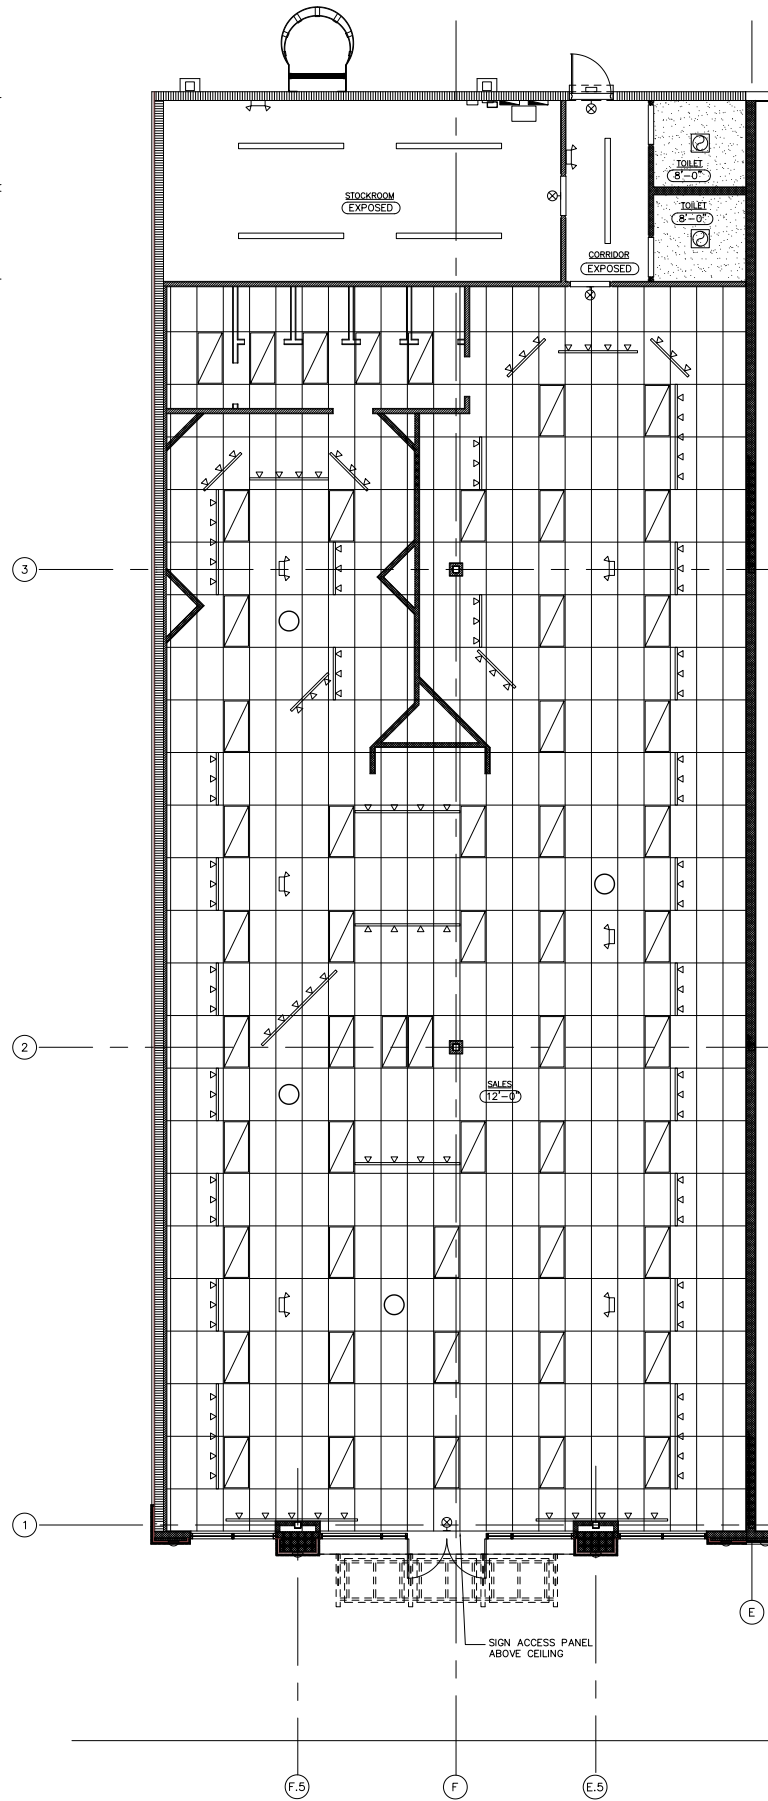 STOCKROOM
EXPOSED
TOILET
8'-0"
TOILET
8'-0"
CORRIDOR
EXPOSED
3
2
SALES
12'-0"
1
E
SIGN ACCESS PANEL
ABOVE CEILING
F.5
F
E.5